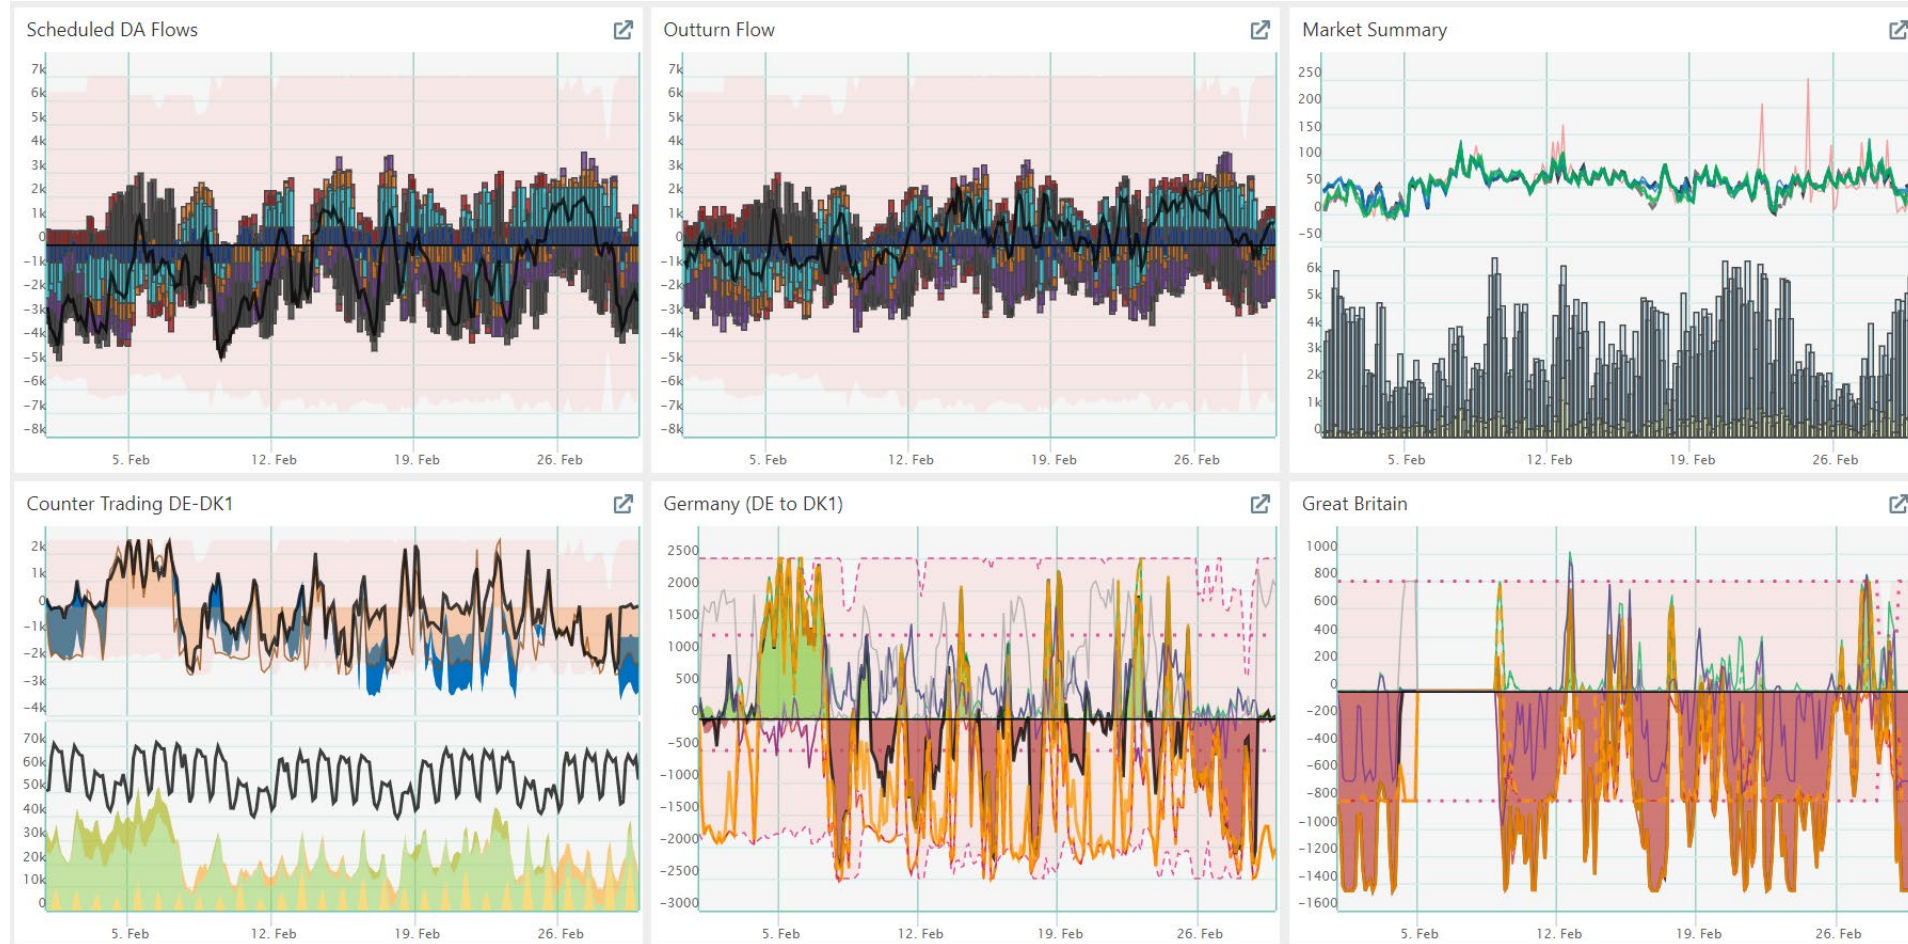 Scheduled DA Flows
7k
6k
5k
4k
3k
2k
1k
0
-1k
-2k
-3k
-4k
-5k
-6k
-7k
-8k
5. Feb 12. Feb 19. Feb 26. Feb
Outturn Flow
7k
6k
5k
4k
3k
2k
1k
0
-1k
-2k
-3k
-4k
-5k
-6k
-7k
-8k
5. Feb 12. Feb 19. Feb 26. Feb
Market Summary
250
200
150
100
50
0
-50
6k
5k
4k
3k
2k
1k
0
5. Feb 12. Feb 19. Feb 26. Feb
Counter Trading DE-DK1
2k
1k
0
-1k
-2k
-3k
-4k
70k
60k
50k
40k
30k
20k
10k
0
5. Feb 12. Feb 19. Feb 26. Feb
Germany (DE to DK1)
2500
2000
1500
1000
500
0
-500
-1000
-1500
-2000
-2500
-3000
5. Feb 12. Feb 19. Feb 26. Feb
Great Britain
1000
800
600
400
200
0
-200
-400
-600
-800
-1000
-1200
-1400
-1600
5. Feb 12. Feb 19. Feb 26. Feb